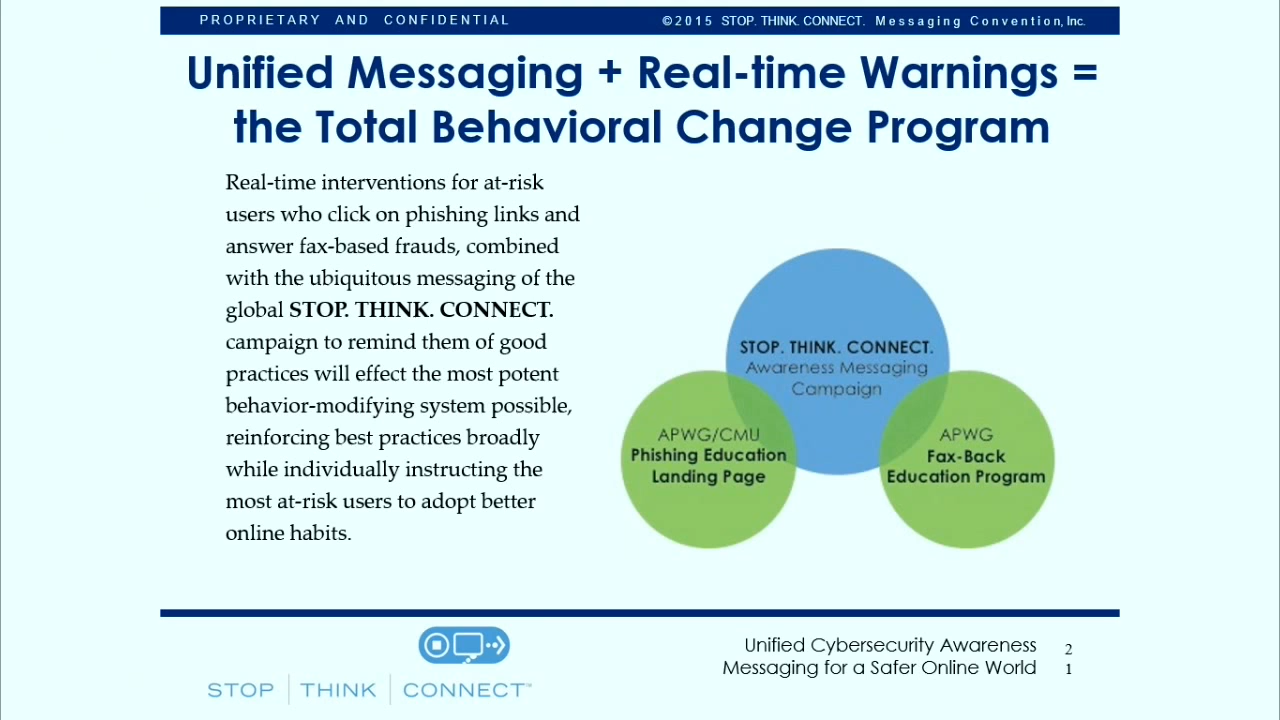 PROPRIETARY AND CONFIDENTIAL
©2015 STOP. THINK. CONNECT. Messaging Convention, Inc.
Unified Messaging + Real-time Warnings =
the Total Behavioral Change Program
Real-time interventions for at-risk
users who click on phishing links and
answer fax-based frauds, combined
with the ubiquitous messaging of the
global STOP. THINK. CONNECT.
campaign to remind them of good
practices will effect the most potent
behavior-modifying system possible,
reinforcing best practices broadly
while individually instructing the
most at-risk users to adopt better
online habits.
STOP. THINK. CONNECT.
Awareness Messaging
Campaign
APWG/CMU
Phishing Education
Landing Page
APWG
Fax-Back
Education Program
STOP | THINK | CONNECT™
Unified Cybersecurity Awareness
Messaging for a Safer Online World
2
1